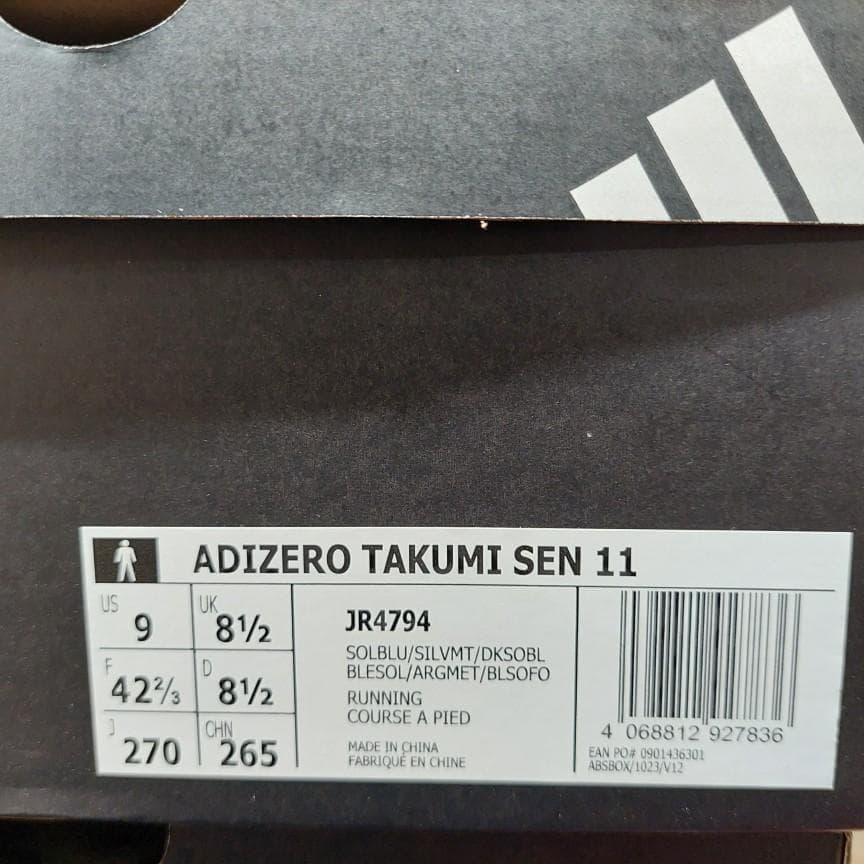 ADIZERO TAKUMI SEN 11
US 9 UK 8½
F 42⅔ D 8½
J 270 CHN 265
JR4794
SOLBLU/SILVMT/DKSOBL
BLESOL/ARGMET/BLSOFO
RUNNING
COURSE A PIED
MADE IN CHINA
FABRIQUÉ EN CHINE
4 068812 927836
EAN PO# 0901436301
ABSBOX/1023/V12